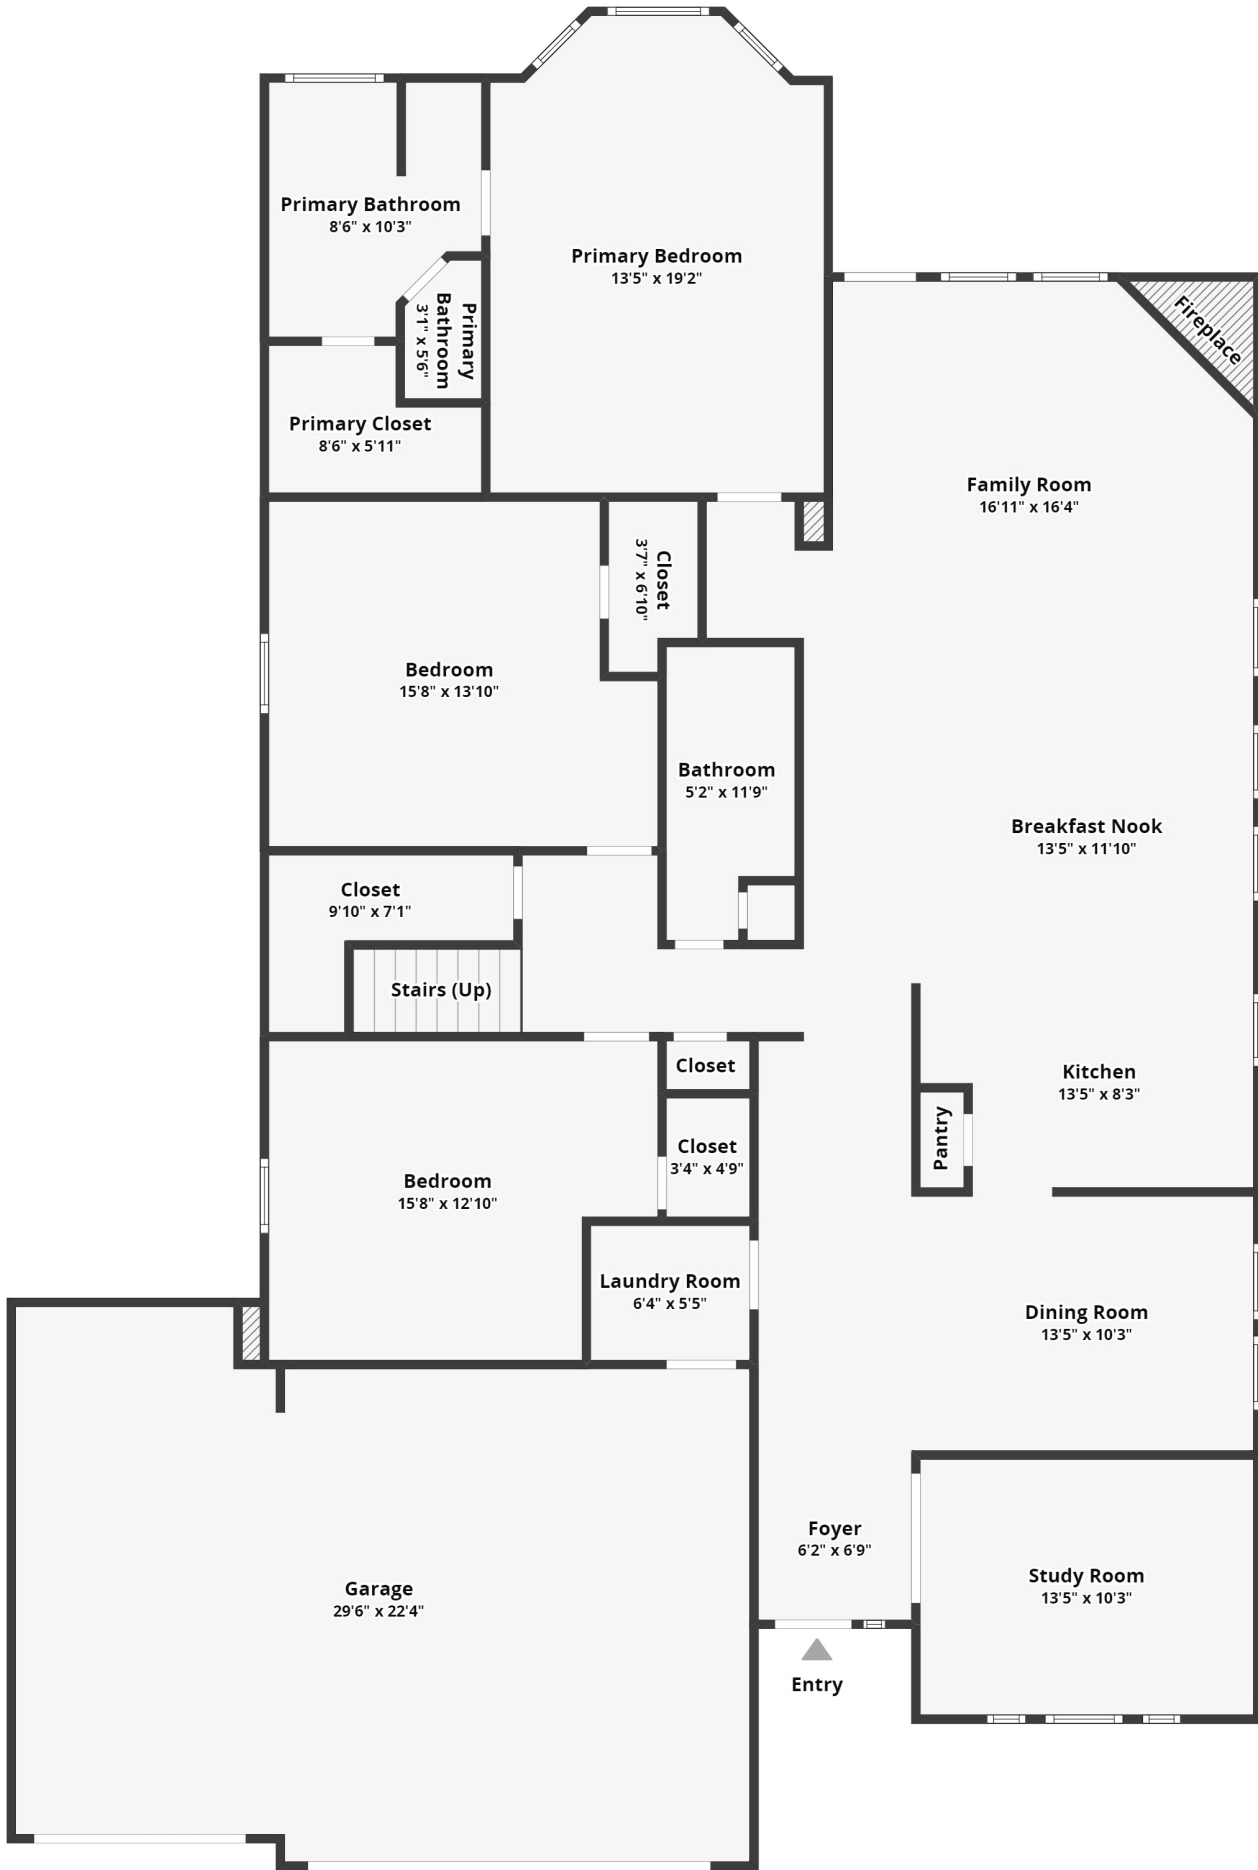 Primary Bathroom
8'6" x 10'3"
Primary Bedroom
13'5" x 19'2"
Primary
Bathroom
3'1" x 5'6"
Fireplace
Primary Closet
8'6" x 5'11"
Family Room
16'11" x 16'4"
Closet
3'7" x 6'10"
Bedroom
15'8" x 13'10"
Bathroom
5'2" x 11'9"
Breakfast Nook
13'5" x 11'10"
Closet
9'10" x 7'1"
Stairs (Up)
Closet
Kitchen
13'5" x 8'3"
Pantry
Closet
3'4" x 4'9"
Bedroom
15'8" x 12'10"
Laundry Room
6'4" x 5'5"
Dining Room
13'5" x 10'3"
Foyer
6'2" x 6'9"
Study Room
13'5" x 10'3"
Garage
29'6" x 22'4"
Entry